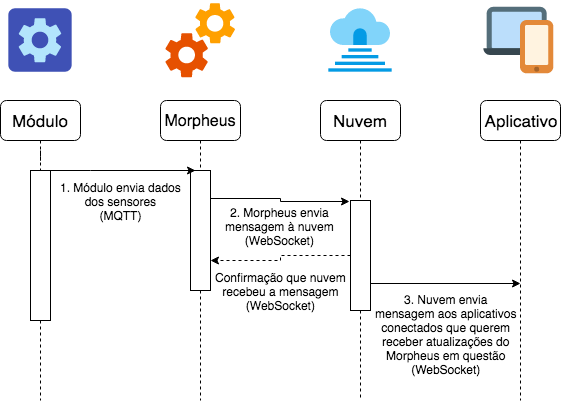 Módulo
Morpheus
Nuvem
Aplicativo
1. Módulo envia dados
dos sensores
(MQTT)
2. Morpheus envia
mensagem à nuvem
(WebSocket)
Confirmação que nuvem
recebeu a mensagem
(WebSocket)
3. Nuvem envia
mensagem aos aplicativos
conectados que querem
receber atualizações do
Morpheus em questão
(WebSocket)